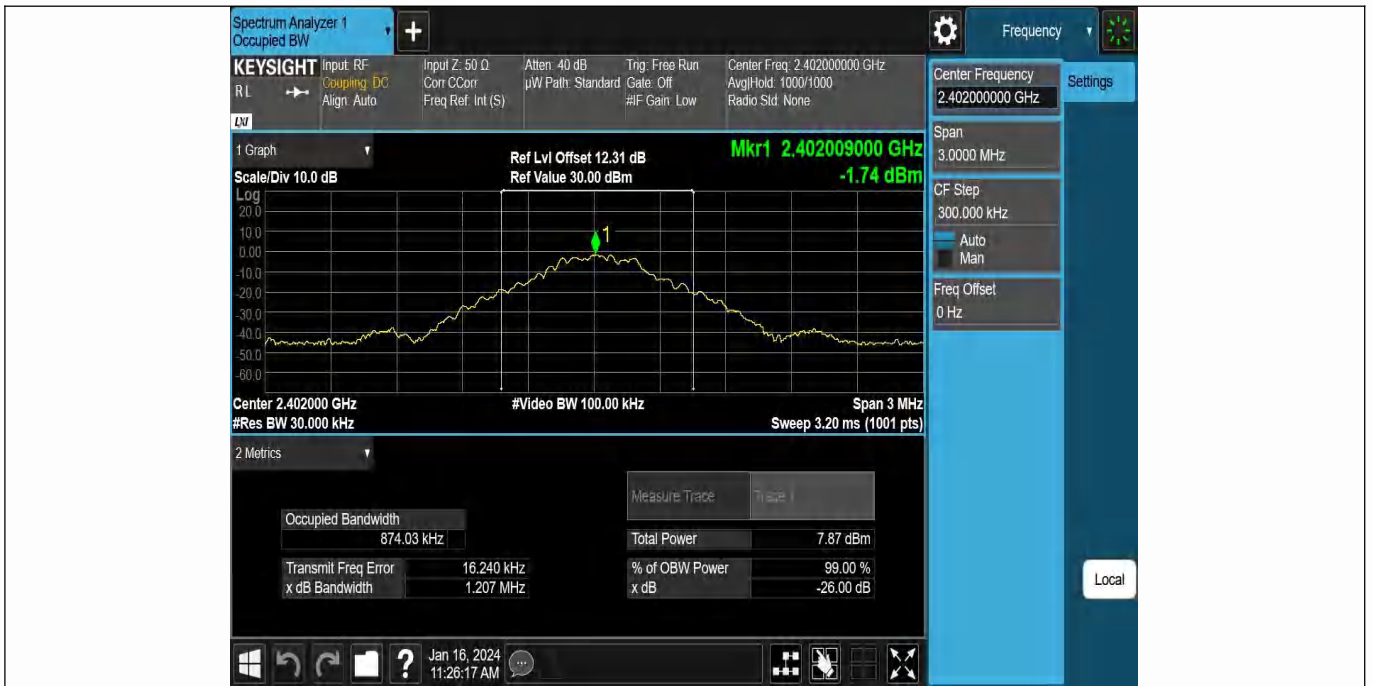 Spectrum Analyzer 1
Occupied BW
+
Frequency
KEYSIGHT
RL
LXI
Input: RF
Coupling: DC
Align: Auto
Input Z: 50 Ω
Corr CCorr
Freq Ref: Int (S)
Atten: 40 dB
µW Path: Standard
Trig: Free Run
Gate: Off
#IF Gain: Low
Center Freq: 2.402000000 GHz
Avg|Hold: 1000/1000
Radio Std: None
Center Frequency
2.402000000 GHz
Settings
Span
3.0000 MHz
CF Step
300.000 kHz
Auto
Man
Freq Offset
0 Hz
Local
1 Graph
Scale/Div 10.0 dB
Ref Lvl Offset 12.31 dB
Ref Value 30.00 dBm
Mkr1 2.402009000 GHz
-1.74 dBm
Log
20.0
10.0
0.00
-10.0
-20.0
-30.0
-40.0
-50.0
-60.0
1
Center 2.402000 GHz
#Video BW 100.00 kHz
Span 3 MHz
#Res BW 30.000 kHz
Sweep 3.20 ms (1001 pts)
2 Metrics
Measure Trace
Trace 1
Occupied Bandwidth
874.03 kHz
Total Power
7.87 dBm
Transmit Freq Error
16.240 kHz
% of OBW Power
99.00 %
x dB Bandwidth
1.207 MHz
x dB
-26.00 dB
?
Jan 16, 2024
11:26:17 AM